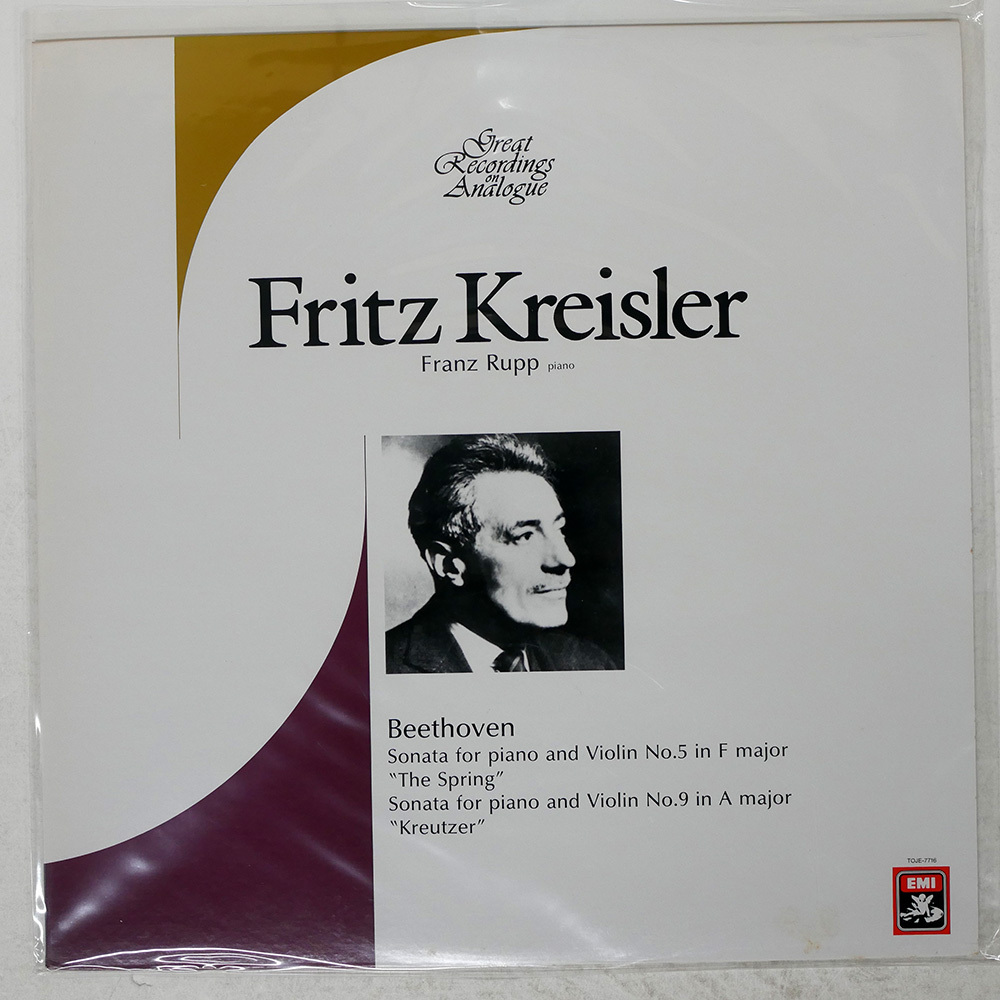 Great
Recordings
on
Analogue
Fritz Kreisler
Franz Rupp piano
Beethoven
Sonata for piano and Violin No.5 in F major
“The Spring”
Sonata for piano and Violin No.9 in A major
“Kreutzer”
TOJE-7716
EMI